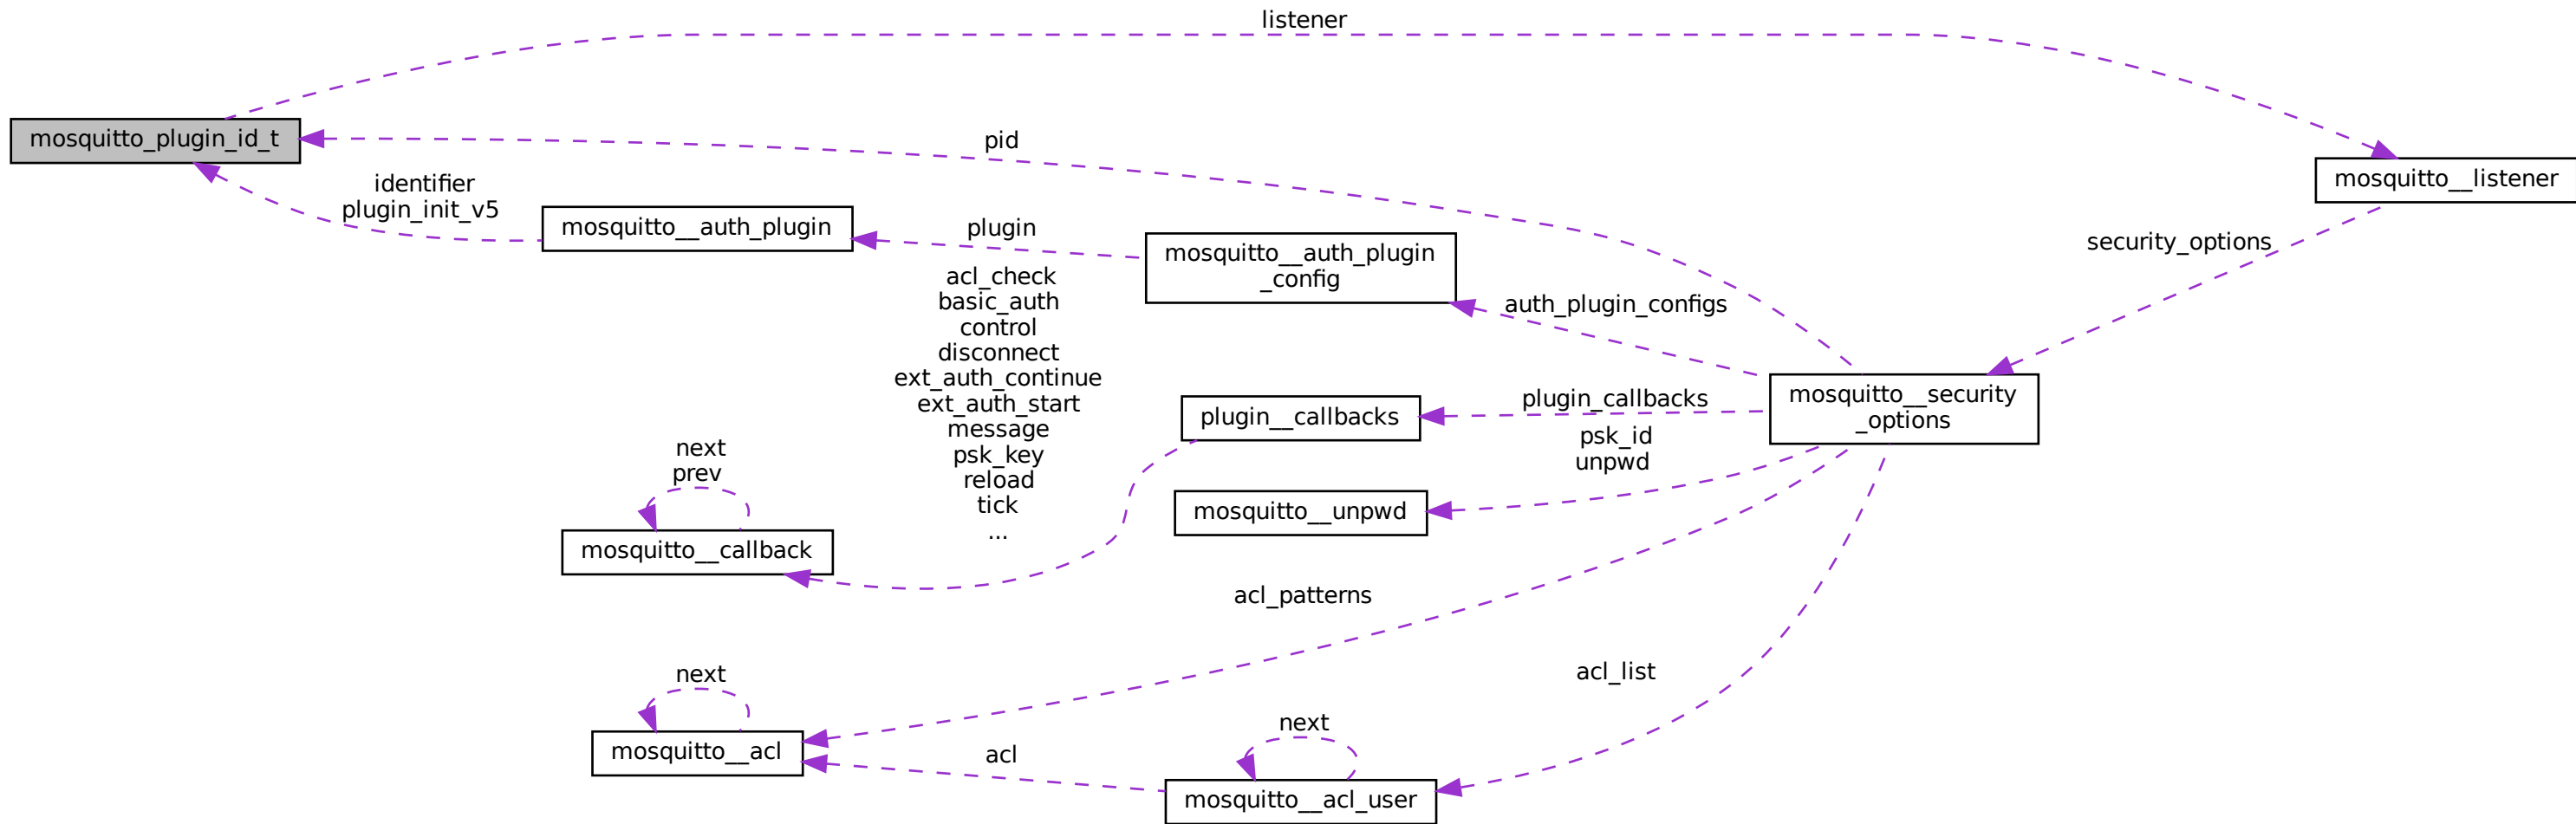 listener
mosquitto_plugin_id_t
pid
mosquitto__listener
identifier
plugin_init_v5
mosquitto__auth_plugin
plugin
mosquitto__auth_plugin
_config
security_options
acl_check
basic_auth
control
disconnect
ext_auth_continue
ext_auth_start
message
psk_key
reload
tick
...
auth_plugin_configs
mosquitto__security
_options
plugin_callbacks
plugin__callbacks
psk_id
unpwd
next
prev
mosquitto__unpwd
mosquitto__callback
acl_patterns
acl_list
next
mosquitto__acl
next
acl
mosquitto__acl_user